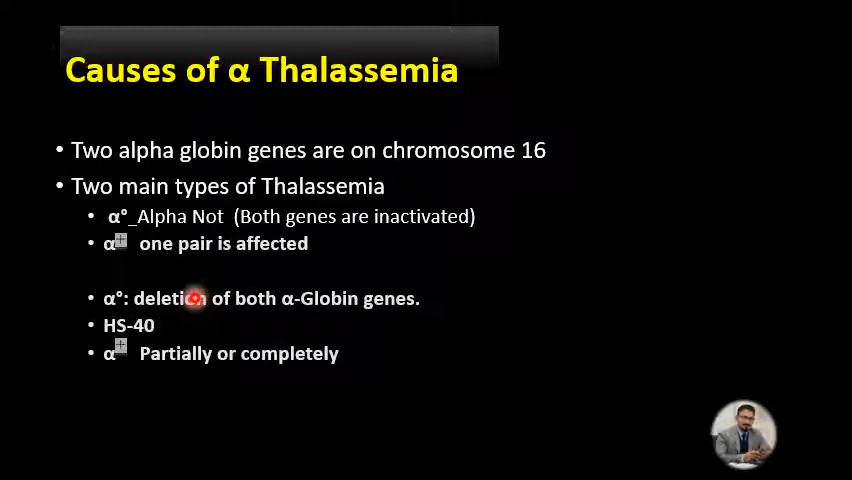 Causes of α Thalassemia
• Two alpha globin genes are on chromosome 16
• Two main types of Thalassemia
• α°_Alpha Not (Both genes are inactivated)
• α+ one pair is affected
• α°: deletion of both α-Globin genes.
• HS-40
• α+ Partially or completely